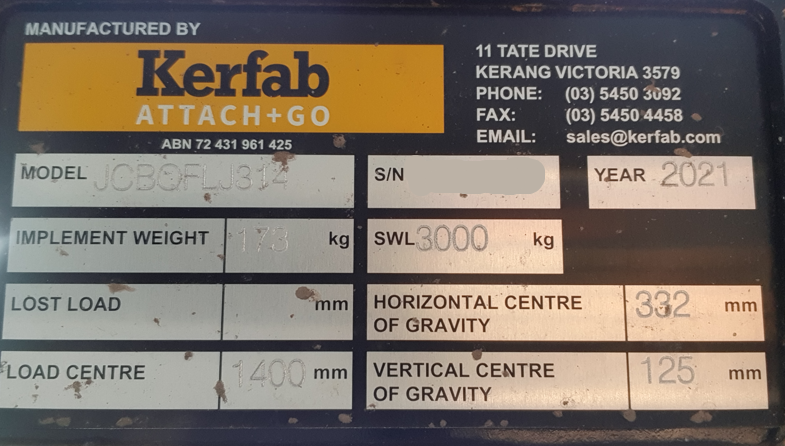 MANUFACTURED BY
Kerfab
ATTACH+GO
ABN 72 431 961 425
11 TATE DRIVE
KERANG VICTORIA 3579
PHONE: (03) 5450 3092
FAX: (03) 5450 4458
EMAIL: sales@kerfab.com
MODEL JCBQFLJ314
S/N
YEAR 2021
IMPLEMENT WEIGHT 173 kg
SWL 3000 kg
LOST LOAD mm
HORIZONTAL CENTRE
OF GRAVITY 332 mm
LOAD CENTRE 1400 mm
VERTICAL CENTRE
OF GRAVITY 125 mm